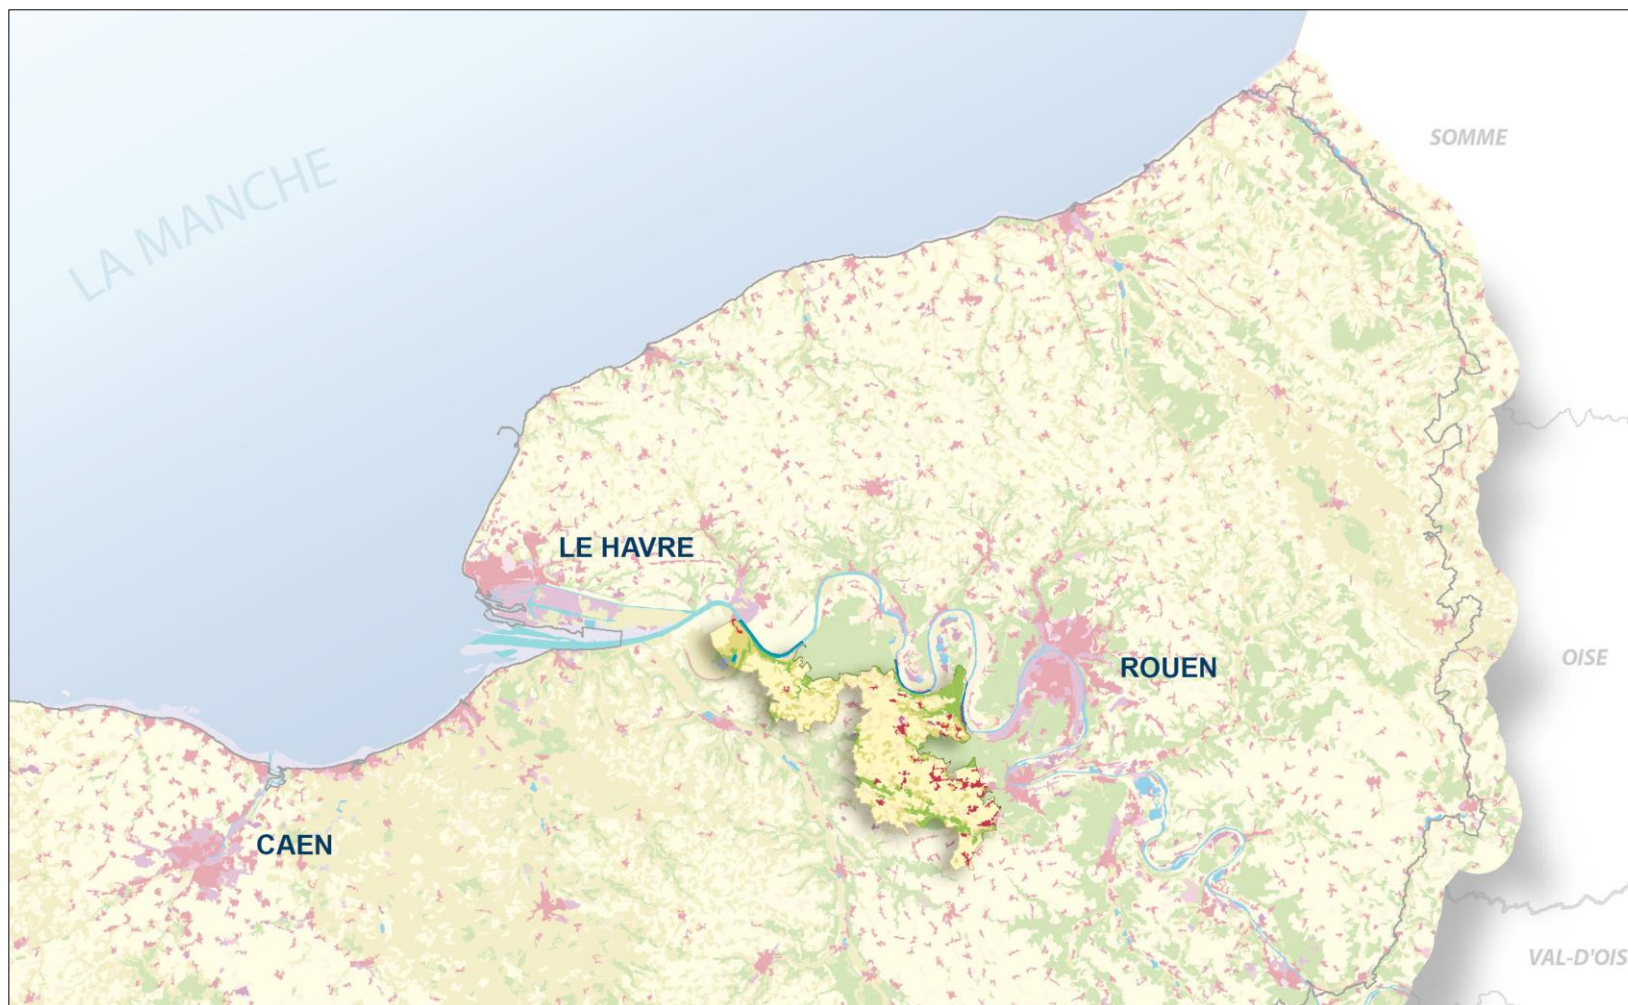 SOMME
LA MANCHE
LE HAVRE
ROUEN
OISE
CAEN
VAL-D'OIS